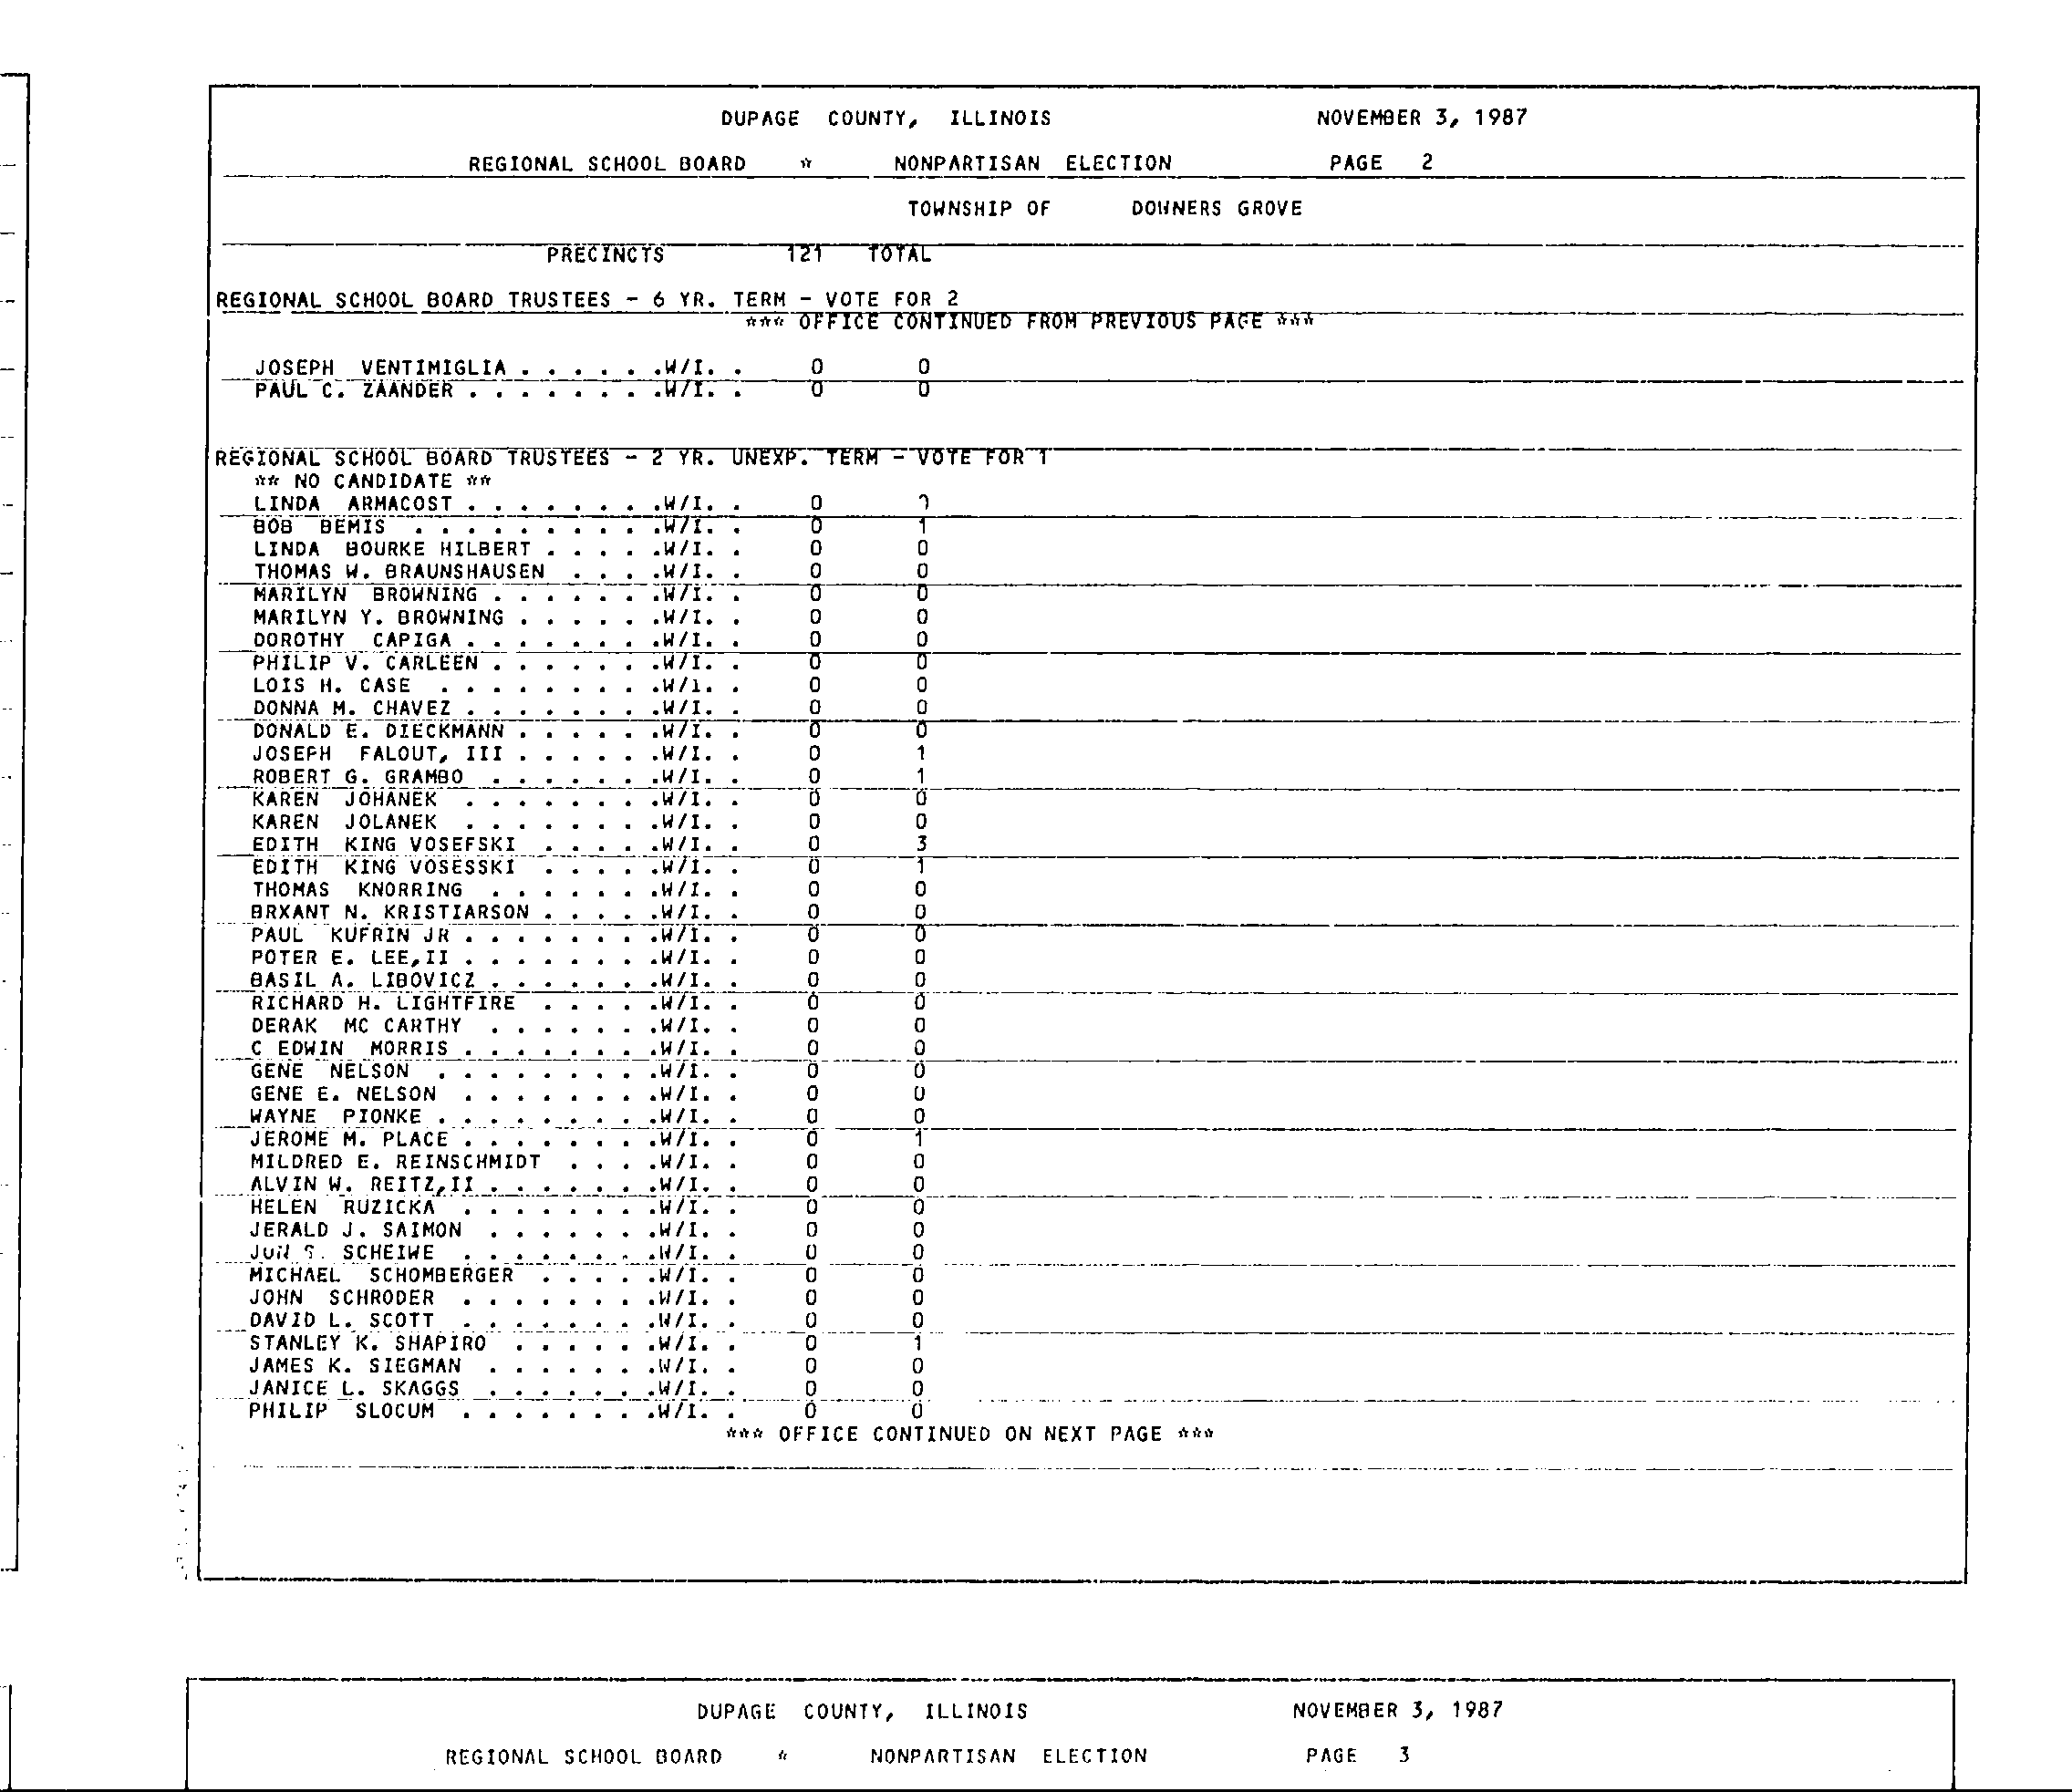 DUPAGE COUNTY, ILLINOIS NOVEMBER 3, 1987
REGIONAL SCHOOL BOARD * NONPARTISAN ELECTION PAGE 2
TOWNSHIP OF DOWNERS GROVE
PRECINCTS 121 TOTAL
REGIONAL SCHOOL BOARD TRUSTEES - 6 YR. TERM - VOTE FOR 2
*** OFFICE CONTINUED FROM PREVIOUS PAGE ***
JOSEPH VENTIMIGLIA . . . . . .W/I. . 0 0
PAUL C. ZAANDER . . . . . . . .W/I. . 0 0
REGIONAL SCHOOL BOARD TRUSTEES - 2 YR. UNEXP. TERM - VOTE FOR 1
** NO CANDIDATE **
LINDA ARMACOST . . . . . . . .W/I. . 0
BOB BEMIS . . . . . . . . . .W/I. . 0 1
LINDA BOURKE HILBERT . . . . .W/I. . 0 0
THOMAS W. BRAUNSHAUSEN . . . .W/I. . 0 0
MARILYN BROWNING . . . . . . .W/I. . 0 0
MARILYN Y. BROWNING . . . . . .W/I. . 0 0
DOROTHY CAPIGA . . . . . . . .W/I. . 0 0
PHILIP V. CARLEEN . . . . . . .W/I. . 0 0
LOIS H. CASE . . . . . . . . .W/I. . 0 0
DONNA M. CHAVEZ . . . . . . . .W/I. . 0 0
DONALD E. DIECKMANN . . . . . .W/I. . 0 0
JOSEPH FALOUT, III . . . . . .W/I. . 0 1
ROBERT G. GRAMBO . . . . . . .W/I. . 0 1
KAREN JOHANEK . . . . . . . .W/I. . 0 0
KAREN JOLANEK . . . . . . . .W/I. . 0 0
EDITH KING VOSEFSKI . . . . .W/I. . 0 3
EDITH KING VOSESSKI . . . . .W/I. . 0 1
THOMAS KNORRING . . . . . . .W/I. . 0 0
BRXANT N. KRISTIARSON . . . . .W/I. . 0 0
PAUL KUFRIN JR . . . . . . . .W/I. . 0 0
POTER E. LEE,II . . . . . . . .W/I. . 0 0
BASIL A. LIBOVICZ . . . . . . .W/I. . 0 0
RICHARD H. LIGHTFIRE . . . . .W/I. . 0 0
DERAK MC CARTHY . . . . . . .W/I. . 0 0
C EDWIN MORRIS . . . . . . . .W/I. . 0 0
GENE NELSON . . . . . . . . .W/I. . 0 0
GENE E. NELSON . . . . . . . .W/I. . 0 0
WAYNE PIONKE . . . . . . . . .W/I. . 0 0
JEROME M. PLACE . . . . . . . .W/I. . 0 1
MILDRED E. REINSCHMIDT . . . .W/I. . 0 0
ALVIN W. REITZ,II . . . . . . .W/I. . 0 0
HELEN RUZICKA . . . . . . . .W/I. . 0 0
JERALD J. SAIMON . . . . . . .W/I. . 0 0
SCHEIWE . . . . . . . .W/I. . 0 0
MICHAEL SCHOMBERGER . . . . .W/I. . 0 0
JOHN SCHRODER . . . . . . . .W/I. . 0 0
DAVID L. SCOTT . . . . . . . .W/I. . 0 0
STANLEY K. SHAPIRO . . . . . .W/I. . 0 1
JAMES K. SIEGMAN . . . . . . .W/I. . 0 0
JANICE L. SKAGGS . . . . . . .W/I. . 0 0
PHILIP SLOCUM . . . . . . . .W/I. . 0 0
*** OFFICE CONTINUED ON NEXT PAGE ***
DUPAGE COUNTY, ILLINOIS NOVEMBER 3, 1987
REGIONAL SCHOOL BOARD * NONPARTISAN ELECTION PAGE 3